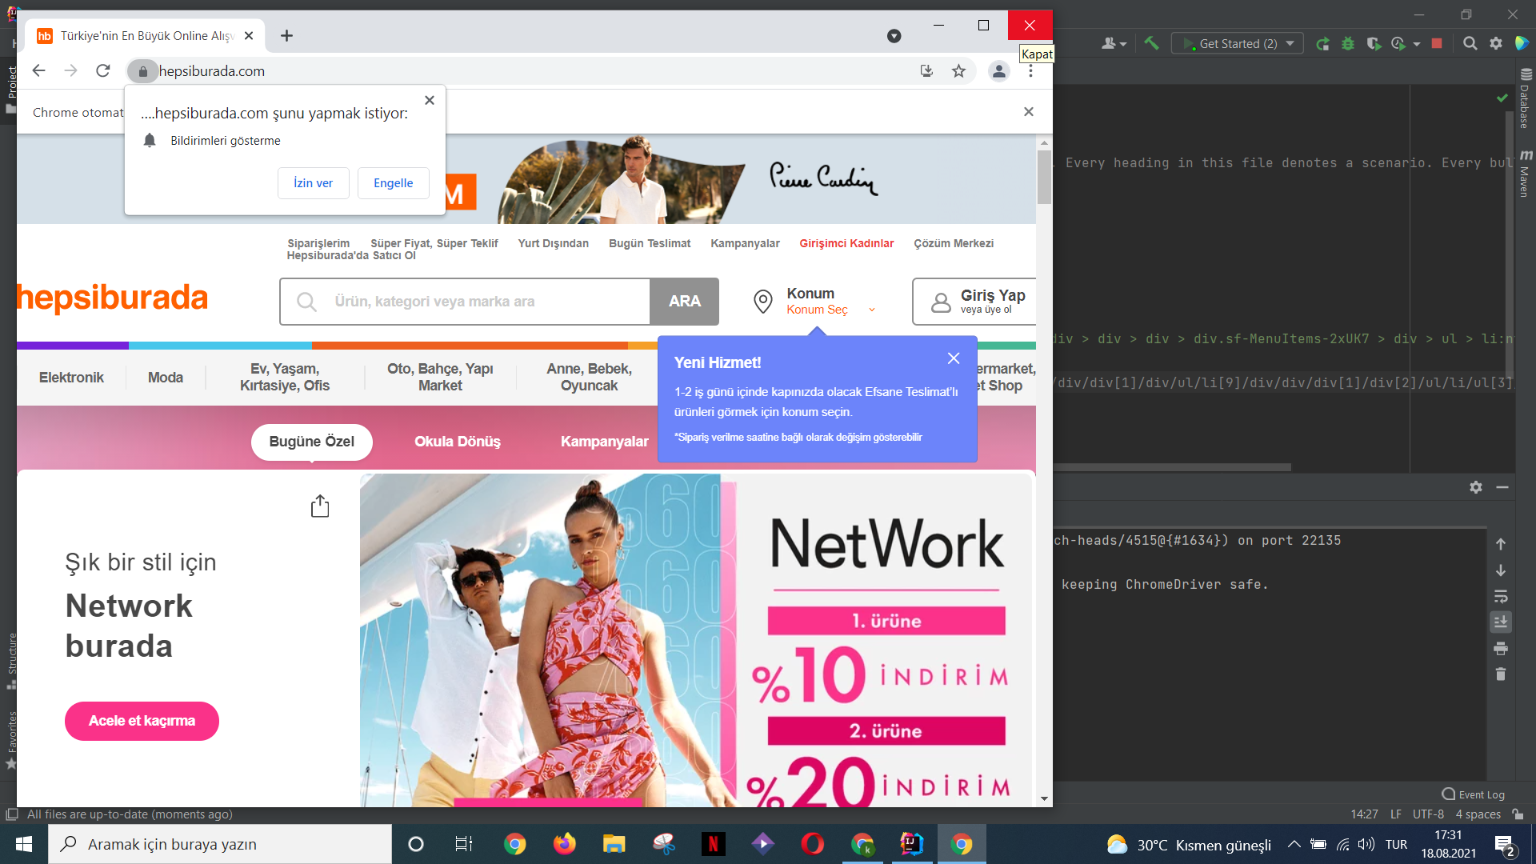 Türkiye'nin En Büyük Online Alışv
Kapat
hepsiburada.com
Chrome otomat
....hepsiburada.com şunu yapmak istiyor:
Bildirimleri gösterme
İzin ver
Engelle
M
Pierre Cardin
Siparişlerim
Süper Fiyat, Süper Teklif
Yurt Dışından
Bugün Teslimat
Kampanyalar
Girişimci Kadınlar
Çözüm Merkezi
Hepsiburada'da Satıcı Ol
hepsiburada
Ürün, kategori veya marka ara
ARA
Konum
Konum Seç
Giriş Yap
veya üye ol
Yeni Hizmet!
1-2 iş günü içinde kapınızda olacak Efsane Teslimat'lı
ürünleri görmek için konum seçin.
*Sipariş verilme saatine bağlı olarak değişim gösterebilir
Elektronik
Moda
Ev, Yaşam,
Kırtasiye, Ofis
Oto, Bahçe, Yapı
Market
Anne, Bebek,
Oyuncak
ermarket,
et Shop
Bugüne Özel
Okula Dönüş
Kampanyalar
Şık bir stil için
Network
burada
Acele et kaçırma
NetWork
1. ürüne
%10 İNDİRİM
2. ürüne
%20 İNDİRİM
Get Started (2)
Project
Structure
Favorites
Database
Maven
. Every heading in this file denotes a scenario. Every bul
div > div > div > div.sf-MenuItems-2xUK7 > div > ul > li:n
/div/div[1]/div/ul/li[9]/div/div/div[1]/div[2]/ul/li/ul[3]
ch-heads/4515@{#1634}) on port 22135
keeping ChromeDriver safe.
Event Log
All files are up-to-date (moments ago)
14:27 LF UTF-8 4 spaces
Aramak için buraya yazın
30°C Kısmen güneşli
TUR
17:31
18.08.2021
2